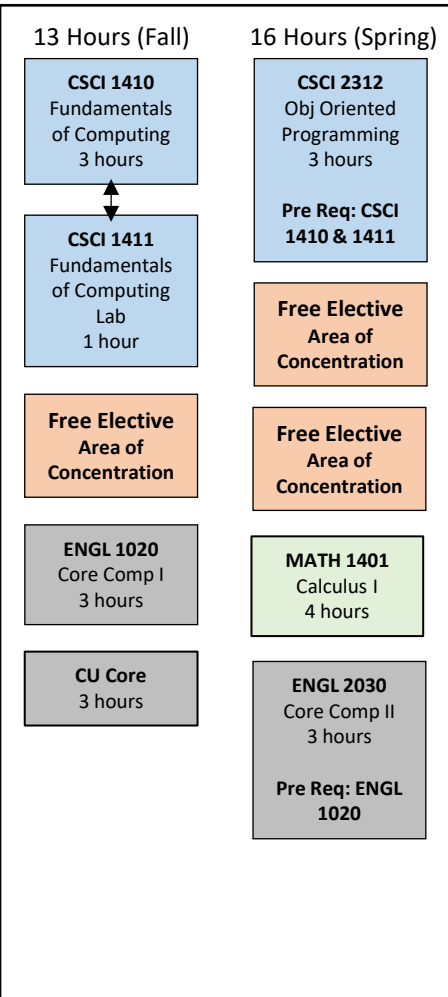 13 Hours (Fall)
CSCI 1410
Fundamentals
of Computing
3 hours
CSCI 1411
Fundamentals
of Computing
Lab
1 hour
Free Elective
Area of
Concentration
ENGL 1020
Core Comp I
3 hours
CU Core
3 hours
16 Hours (Spring)
CSCI 2312
Obj Oriented
Programming
3 hours
Pre Req: CSCI
1410 & 1411
Free Elective
Area of
Concentration
Free Elective
Area of
Concentration
MATH 1401
Calculus I
4 hours
ENGL 2030
Core Comp II
3 hours
Pre Req: ENGL
1020